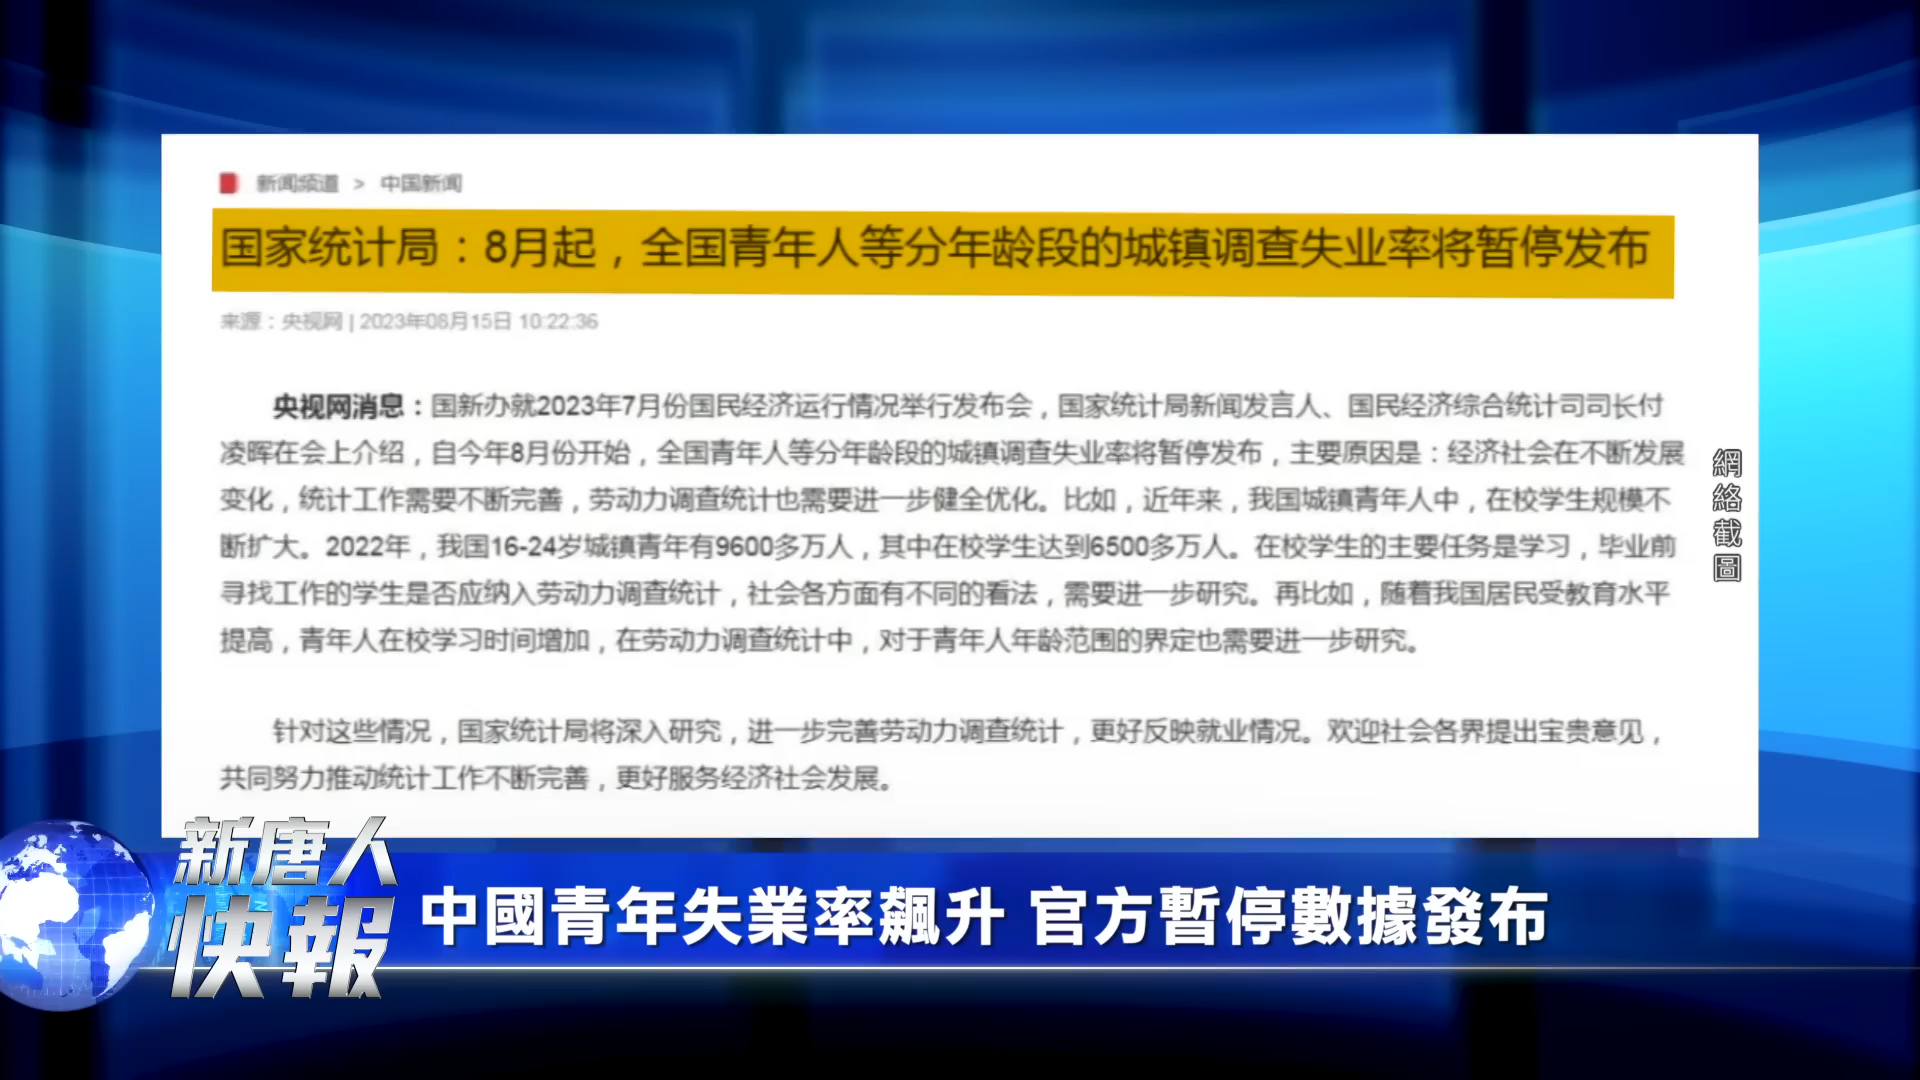 新闻频道 > 中国新闻
国家统计局：8月起，全国青年人等分年龄段的城镇调查失业率将暂停发布
来源：央视网 | 2023年08月15日 10:22:36
央视网消息：国新办就2023年7月份国民经济运行情况举行发布会，国家统计局新闻发言人、国民经济综合统计司司长付
凌晖在会上介绍，自今年8月份开始，全国青年人等分年龄段的城镇调查失业率将暂停发布，主要原因是：经济社会在不断发展
变化，统计工作需要不断完善，劳动力调查统计也需要进一步健全优化。比如，近年来，我国城镇青年人中，在校学生规模不
断扩大。2022年，我国16-24岁城镇青年有9600多万人，其中在校学生达到6500多万人。在校学生的主要任务是学习，毕业前
寻找工作的学生是否应纳入劳动力调查统计，社会各方面有不同的看法，需要进一步研究。再比如，随着我国居民受教育水平
提高，青年人在校学习时间增加，在劳动力调查统计中，对于青年人年龄范围的界定也需要进一步研究。
针对这些情况，国家统计局将深入研究，进一步完善劳动力调查统计，更好反映就业情况。欢迎社会各界提出宝贵意见，
共同努力推动统计工作不断完善，更好服务经济社会发展。
網絡截圖
新唐人
快報
中國青年失業率飆升 官方暫停數據發布